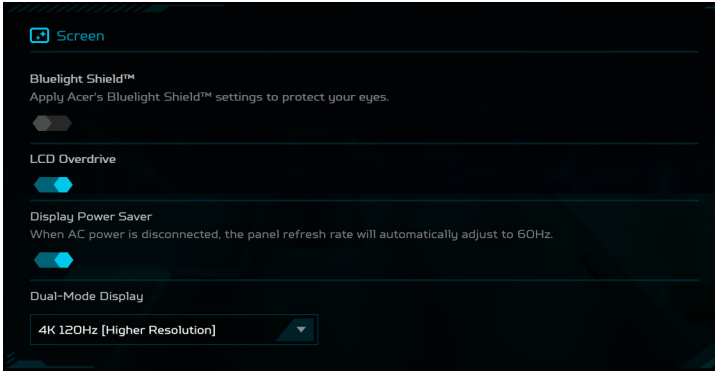 Screen
Bluelight Shield™
Apply Acer's Bluelight Shield™ settings to protect your eyes.
LCD Overdrive
Display Power Saver
When AC power is disconnected, the panel refresh rate will automatically adjust to 60Hz.
Dual-Mode Display
4K 120Hz [Higher Resolution]